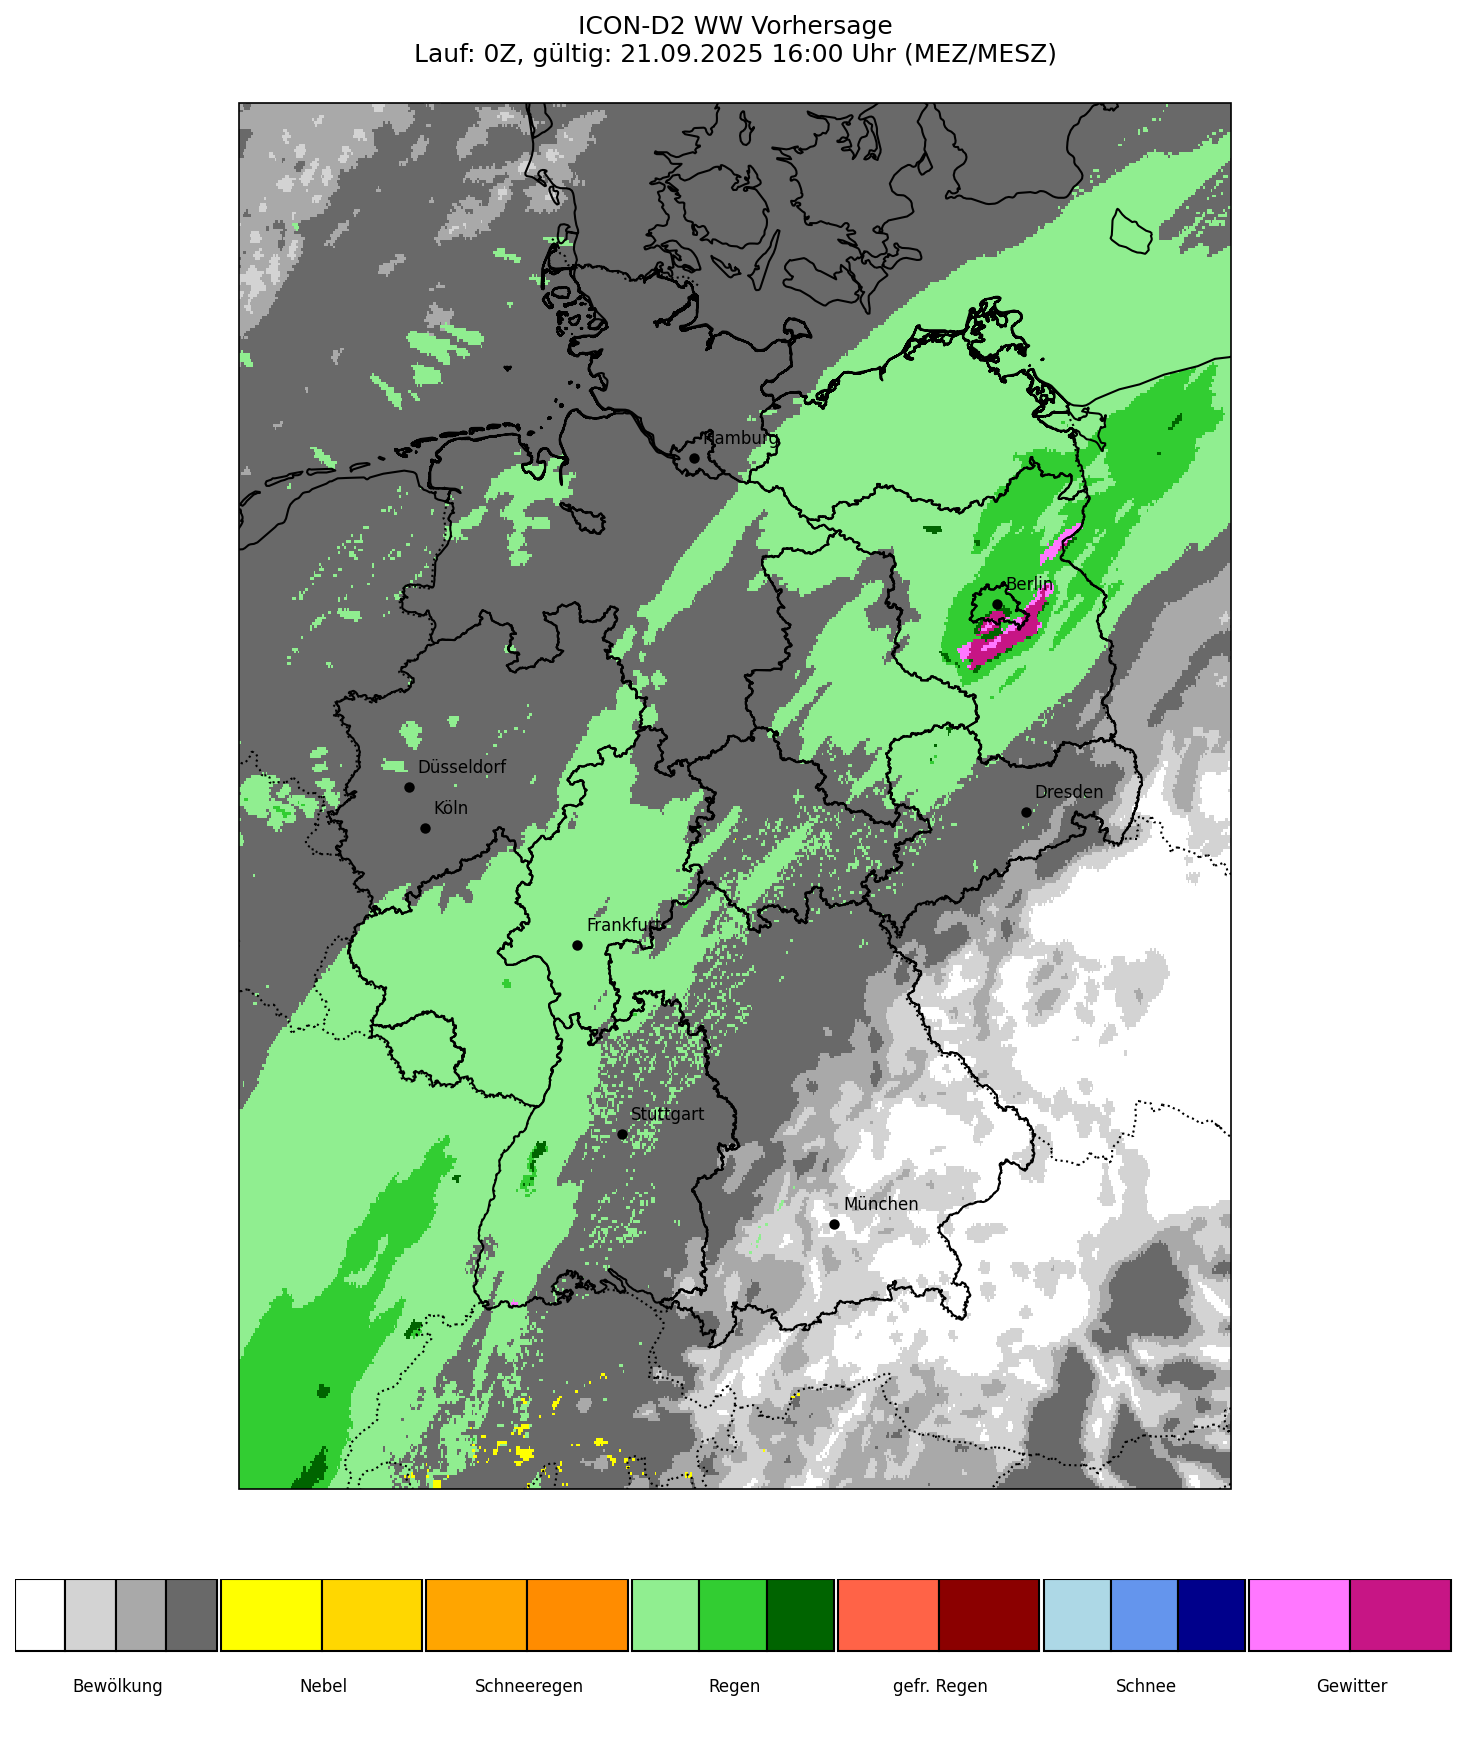 ICON-D2 WW Vorhersage
Lauf: 0Z, gültig: 21.09.2025 16:00 Uhr (MEZ/MESZ)
Hamburg
Berlin
Düsseldorf
Köln
Dresden
Frankfurt
Stuttgart
München
Bewölkung
Nebel
Schneeregen
Regen
gefr. Regen
Schnee
Gewitter